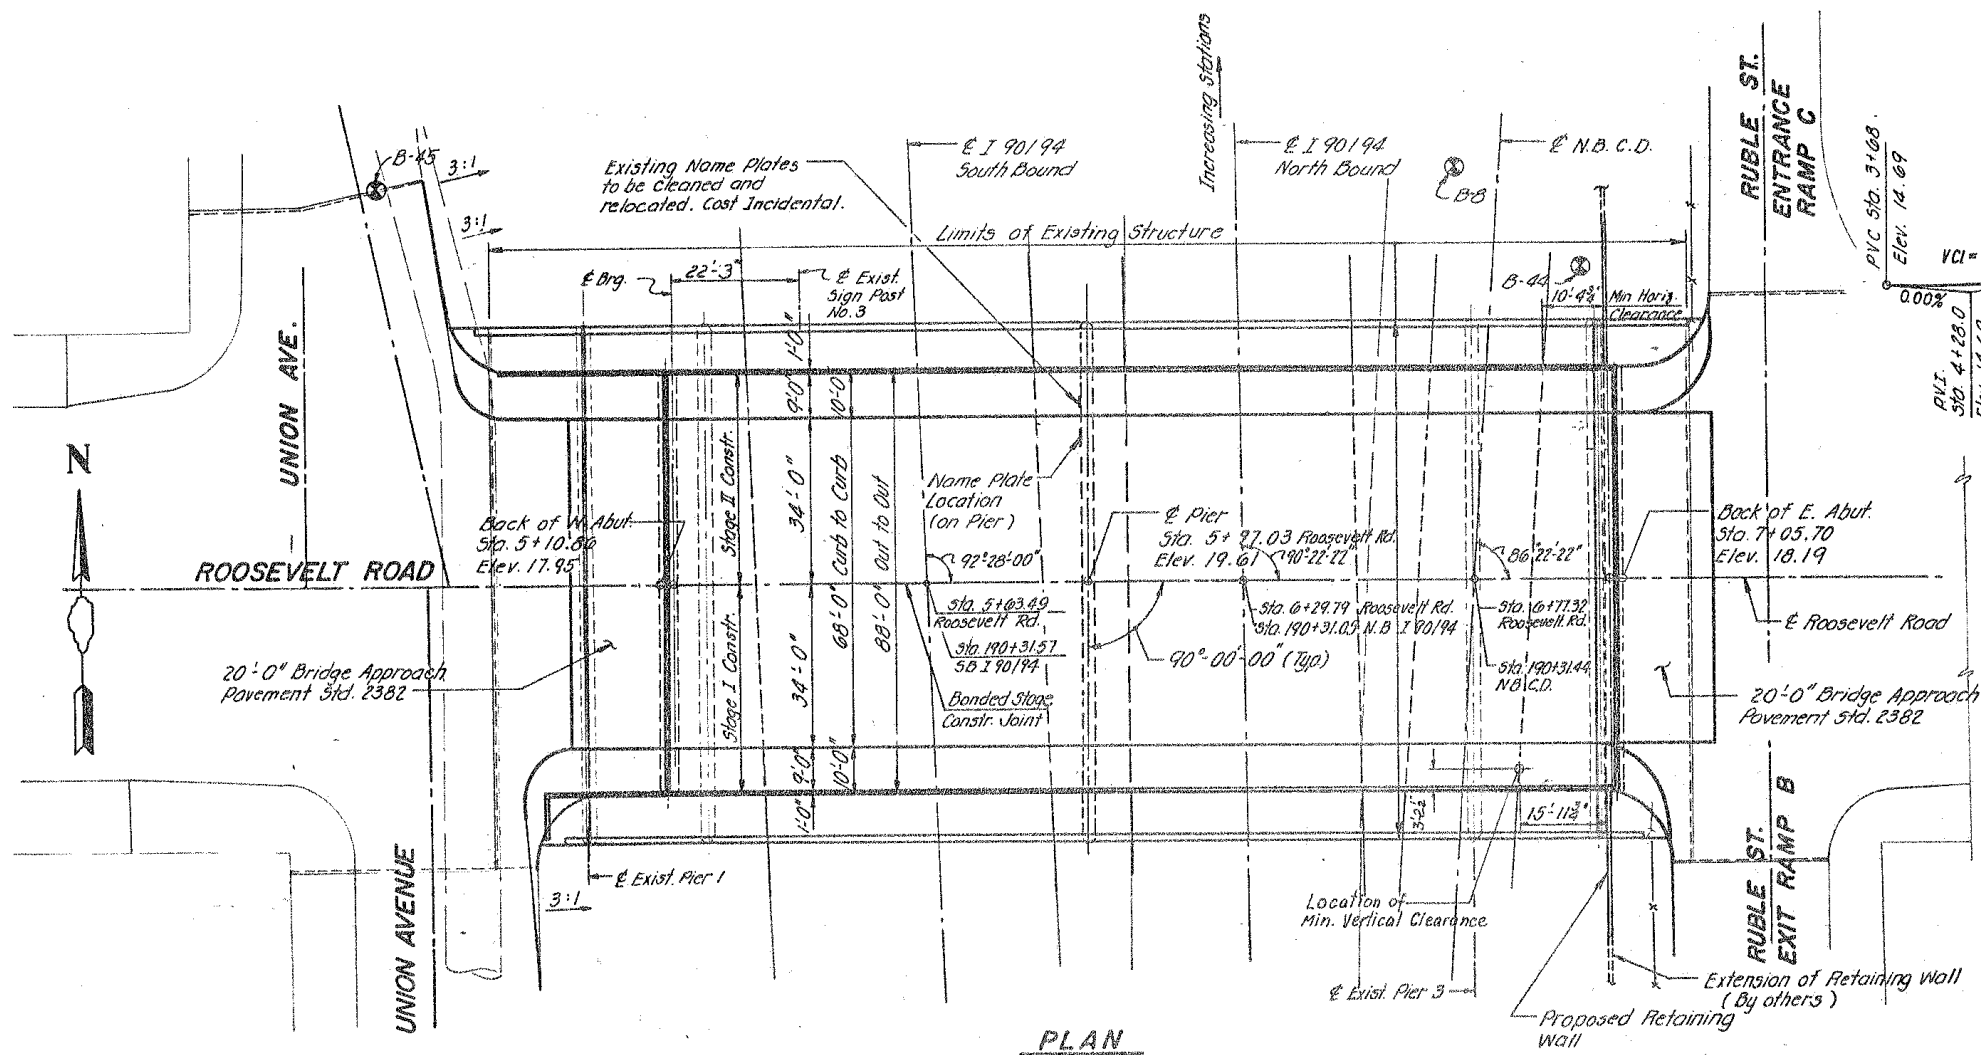 Increasing Stations
RUBLE ST.
ENTRANCE
RAMP C
PVC Sta. 3+68.
Elev. 14.69
VCl=
0.00%
P.V.I.
Sta. 4+28.0
B-45
3:1
3:1
Existing Name Plates
to be cleaned and
relocated. Cost Incidental.
℄ I 90/94
South Bound
℄ I 90/94
North Bound
℄ N.B. C.D.
B-8
Limits of Existing Structure
℄ Brg.
22'-3"
℄ Exist.
Sign Post
No. 3
B-44
10'-4¾"
Min Horiz.
Clearance
UNION AVE.
N
1'-0"
9'-0"
10'-0
Stage II Constr.
34'-0"
68'-0" Curb to Curb
88'-0" Out to Out
Name Plate
Location
(on Pier)
Back of W. Abut.
Sta. 5+10.86
Elev. 17.95
ROOSEVELT ROAD
92°28'-00"
℄ Pier
Sta. 5+97.03 Roosevelt Rd.
Elev. 19.61
90°22'-22"
86°22'-22"
Back of E. Abut.
Sta. 7+05.70
Elev. 18.19
Sta. 5+63.49
Roosevelt Rd.
Sta. 190+31.57
S.B I 90/94
Sta. 6+29.79 Roosevelt Rd.
Sta. 190+31.05 N.B I 90/94
Sta. 6+77.32
Roosevelt Rd.
Sta. 190+31.44
N.B. C.D.
90°-00'-00" (Typ)
℄ Roosevelt Road
20'-0" Bridge Approach
Pavement Std. 2382
Stage I Constr.
34'-0"
Bonded Stage
Constr. Joint
20'-0" Bridge Approach
Pavement Std. 2382
1'-0"
9'-0"
10'-0"
3'-2½"
15'-11¾"
℄ Exist. Pier 1
3:1
UNION AVENUE
Location of
Min. Vertical Clearance
RUBLE ST.
EXIT RAMP B
℄ Exist. Pier 3
Extension of Retaining Wall
(By others)
Proposed Retaining
Wall
PLAN